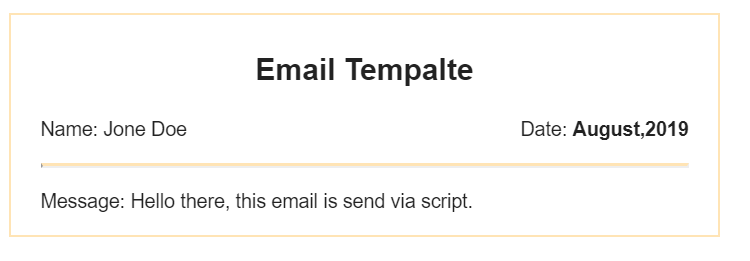 Email Tempalte
Name: Jone Doe Date: August,2019
Message: Hello there, this email is send via script.